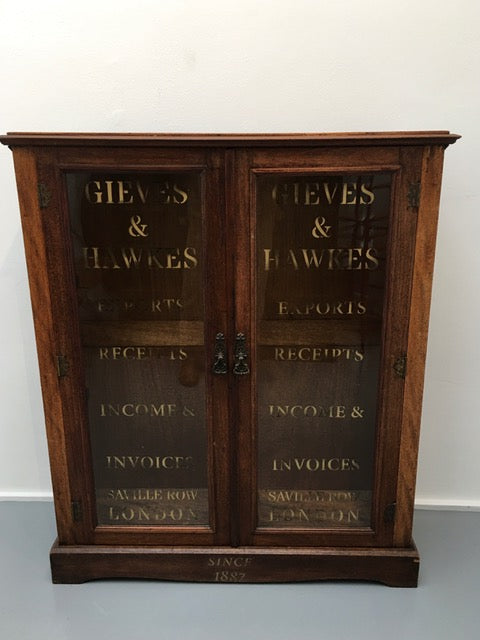 GIEVES
&
HAWKES
EXPORTS
RECEIPTS
INCOME &
INVOICES
SAVILLE ROW
LONDON
GIEVES
&
HAWKES
EXPORTS
RECEIPTS
INCOME &
INVOICES
SAVILLE ROW
LONDON
SINCE
1887